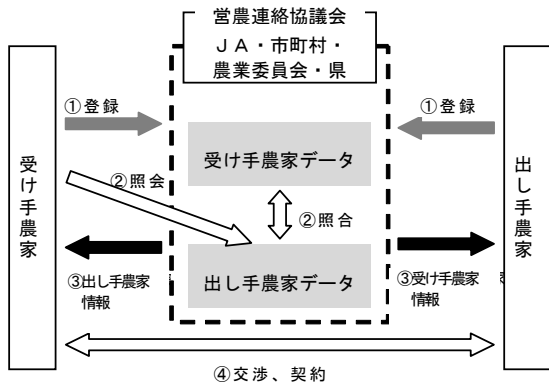 営農連絡協議会
ＪＡ・市町村・
農業委員会・県
①登録
①登録
受け手農家
受け手農家データ
出し手農家
②照会
②照合
出し手農家データ
③出し手農家
情報
③受け手農家
情報
④交渉、契約